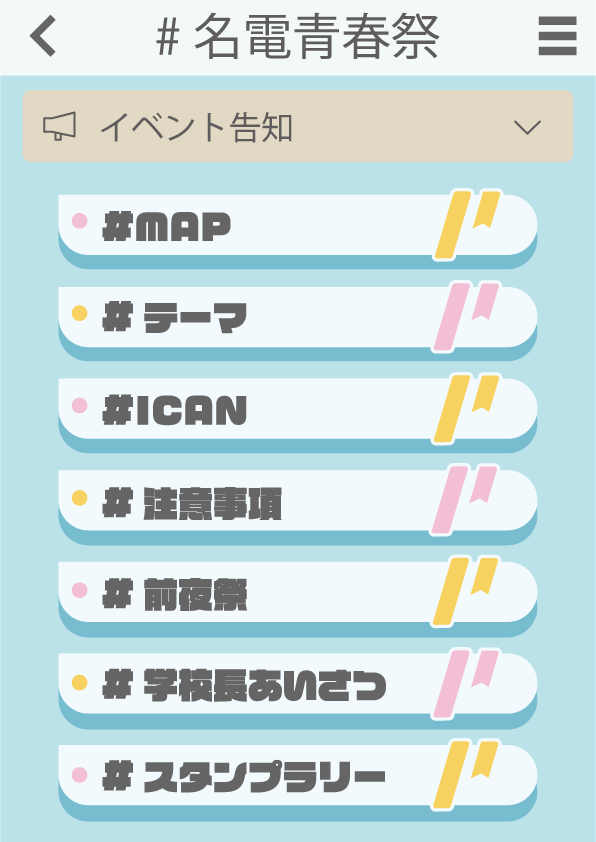 # 名電青春祭
イベント告知
#MAP
# テーマ
#ICAN
# 注意事項
# 前夜祭
# 学校長あいさつ
# スタンプラリー